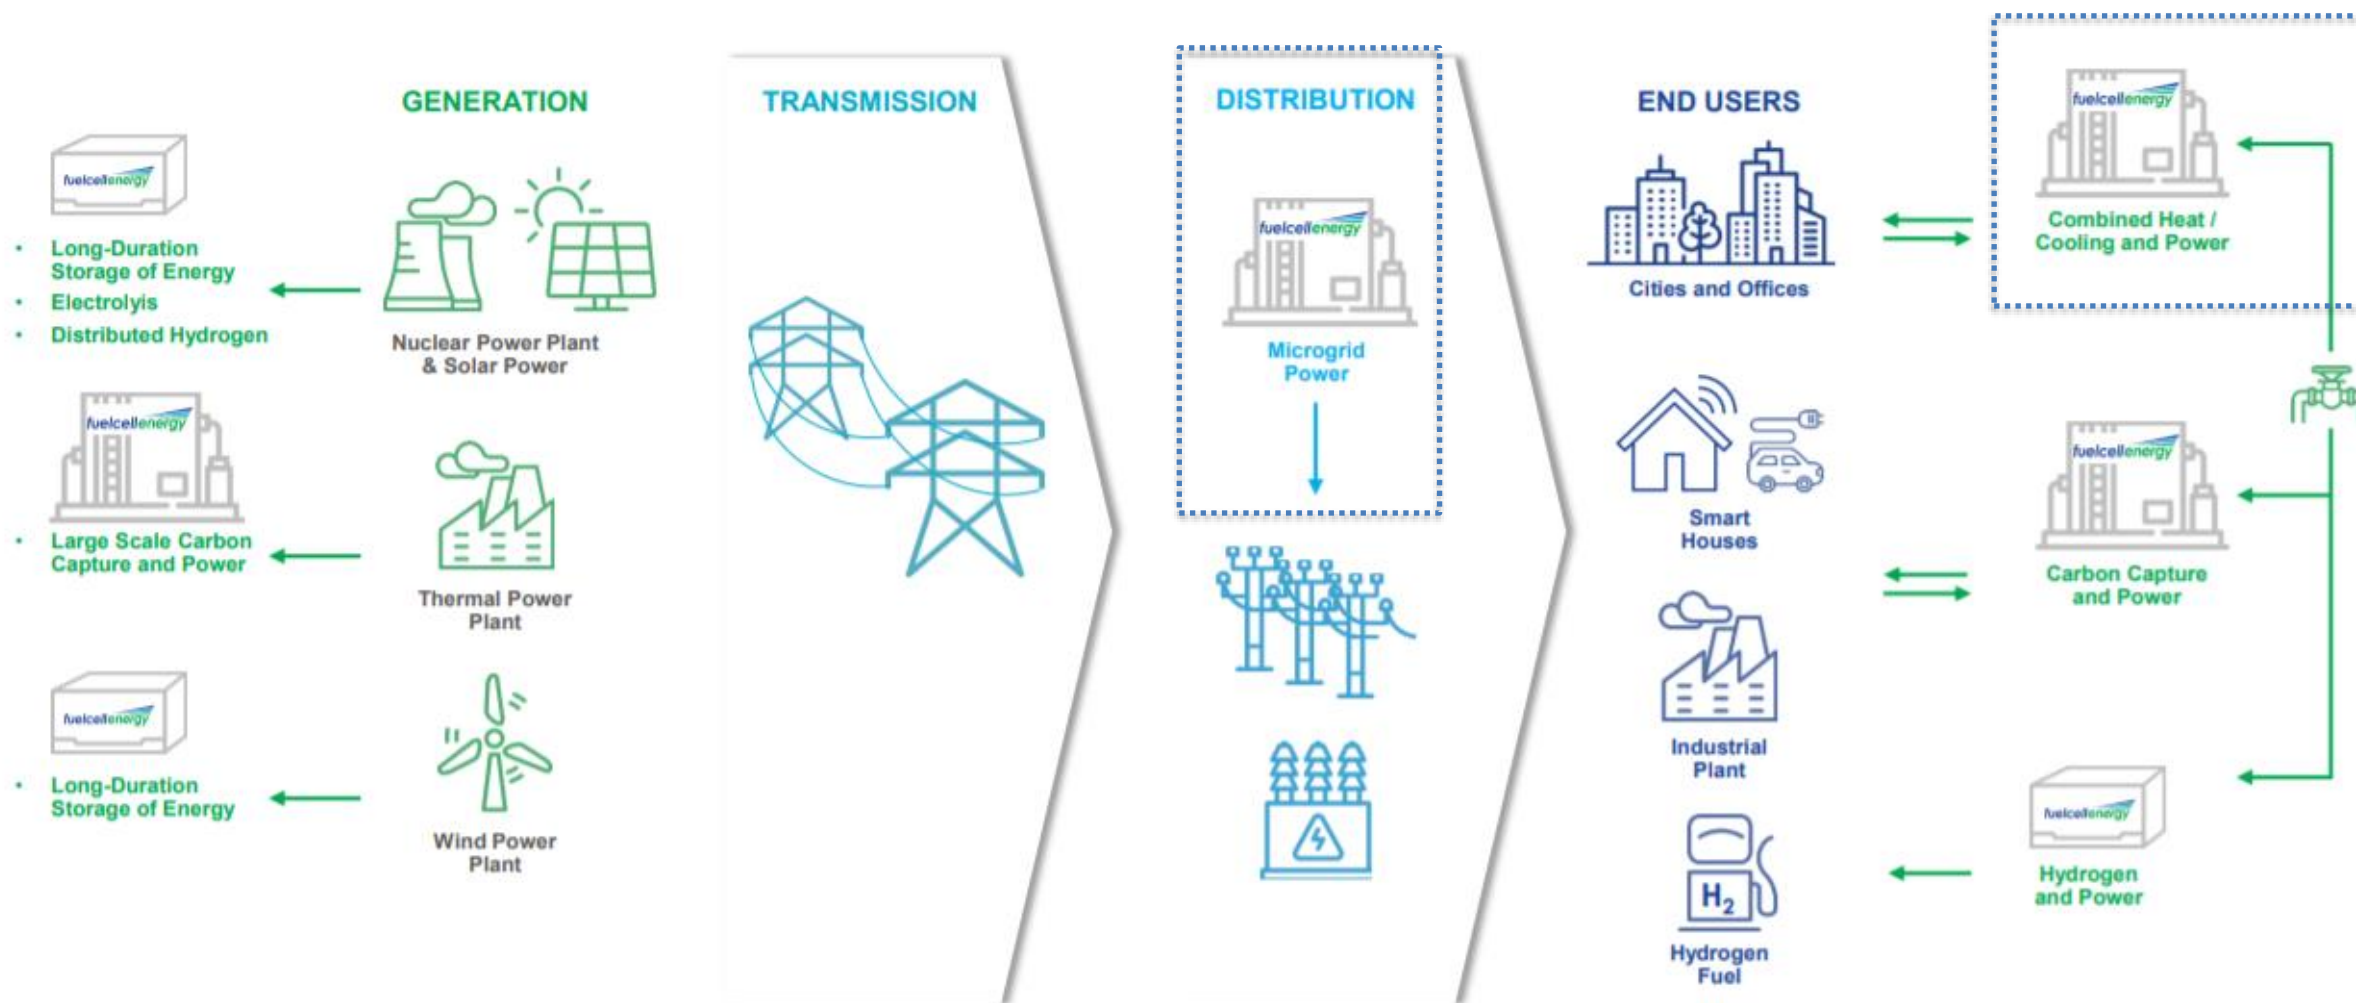 GENERATION
TRANSMISSION
DISTRIBUTION
END USERS
fuelcellenergy
• Long-Duration
Storage of Energy
• Electrolyis
• Distributed Hydrogen
Nuclear Power Plant
& Solar Power
fuelcellenergy
• Large Scale Carbon
Capture and Power
Thermal Power
Plant
fuelcellenergy
• Long-Duration
Storage of Energy
Wind Power
Plant
fuelcellenergy
Microgrid
Power
Cities and Offices
Smart
Houses
Industrial
Plant
H2
Hydrogen
Fuel
fuelcellenergy
Combined Heat /
Cooling and Power
fuelcellenergy
Carbon Capture
and Power
fuelcellenergy
Hydrogen
and Power